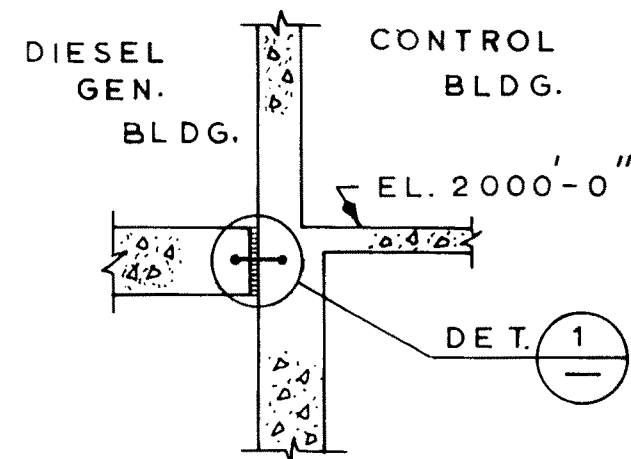 DIESEL
GEN.
BLDG.
CONTROL
BLDG.
EL. 2000'-0"
DET. 1